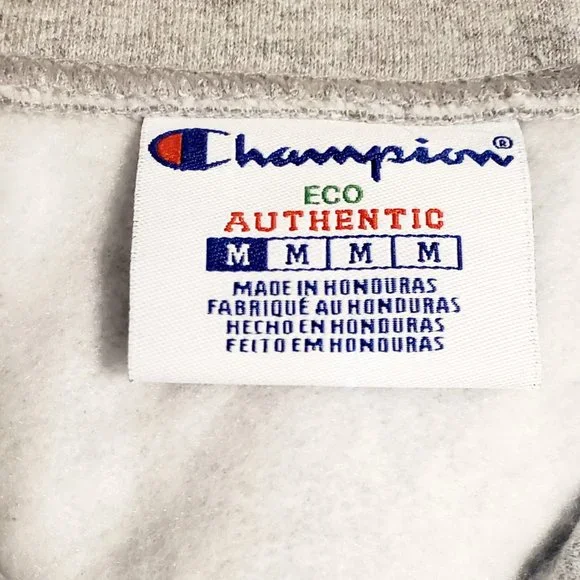 Champion®
ECO
AUTHENTIC
M M M M
MADE IN HONDURAS
FABRIQUÉ AU HONDURAS
HECHO EN HONDURAS
FEITO EM HONDURAS